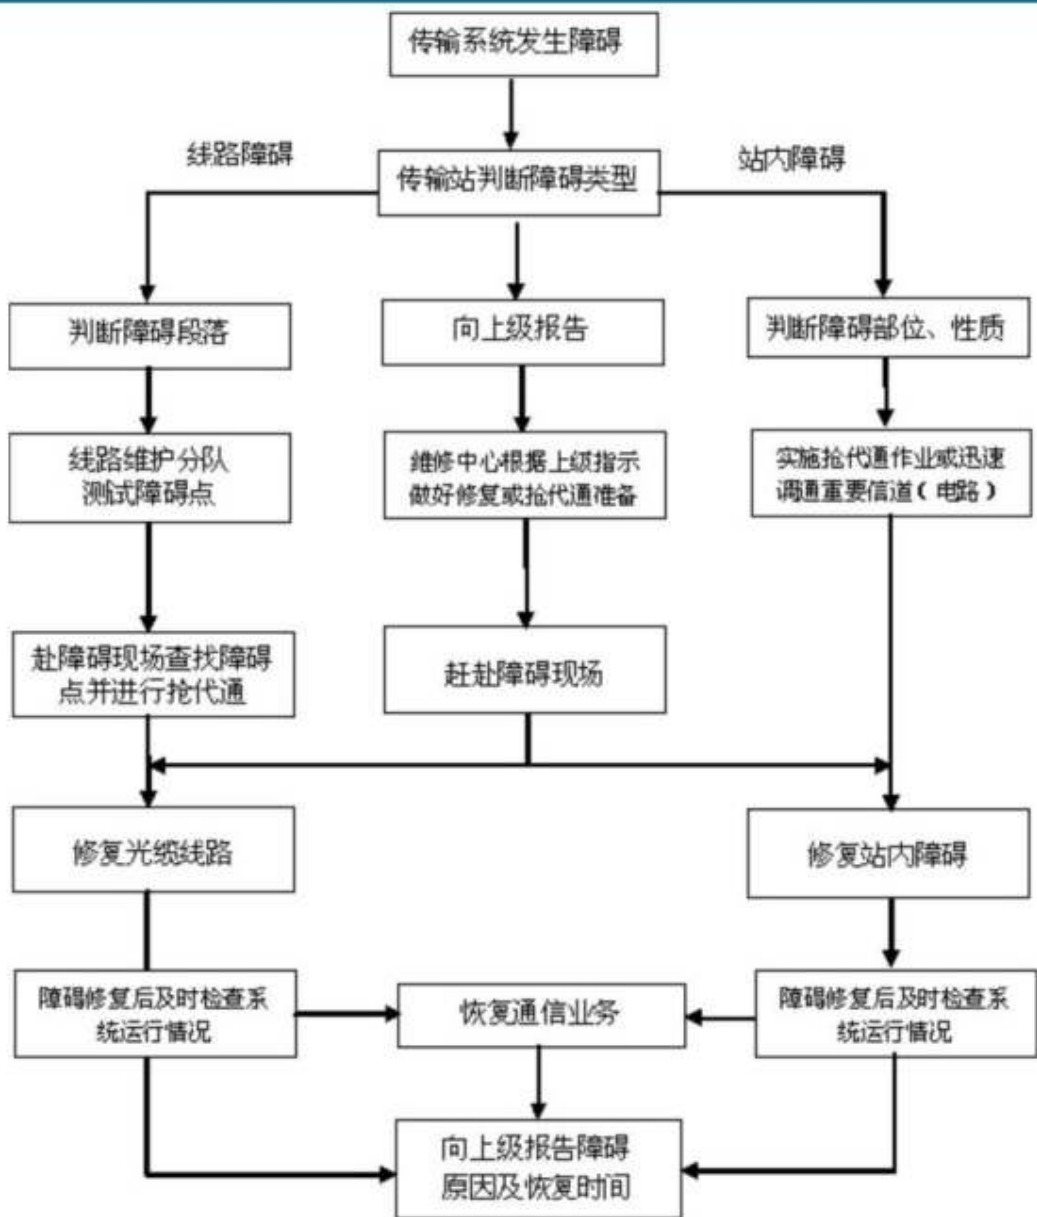 传输系统发生障碍
线路障碍
传输站判断障碍类型
站内障碍
判断障碍段落
向上级报告
判断障碍部位、性质
线路维护分队
测试障碍点
维修中心根据上级指示
做好修复或抢代通准备
实施抢代通作业或迅速
调通重要信道(电路)
赴障碍现场查找障碍
点并进行抢代通
赶赴障碍现场
修复光缆线路
修复站内障碍
障碍修复后及时检查系
统运行情况
恢复通信业务
障碍修复后及时检查系
统运行情况
向上级报告障碍
原因及恢复时间